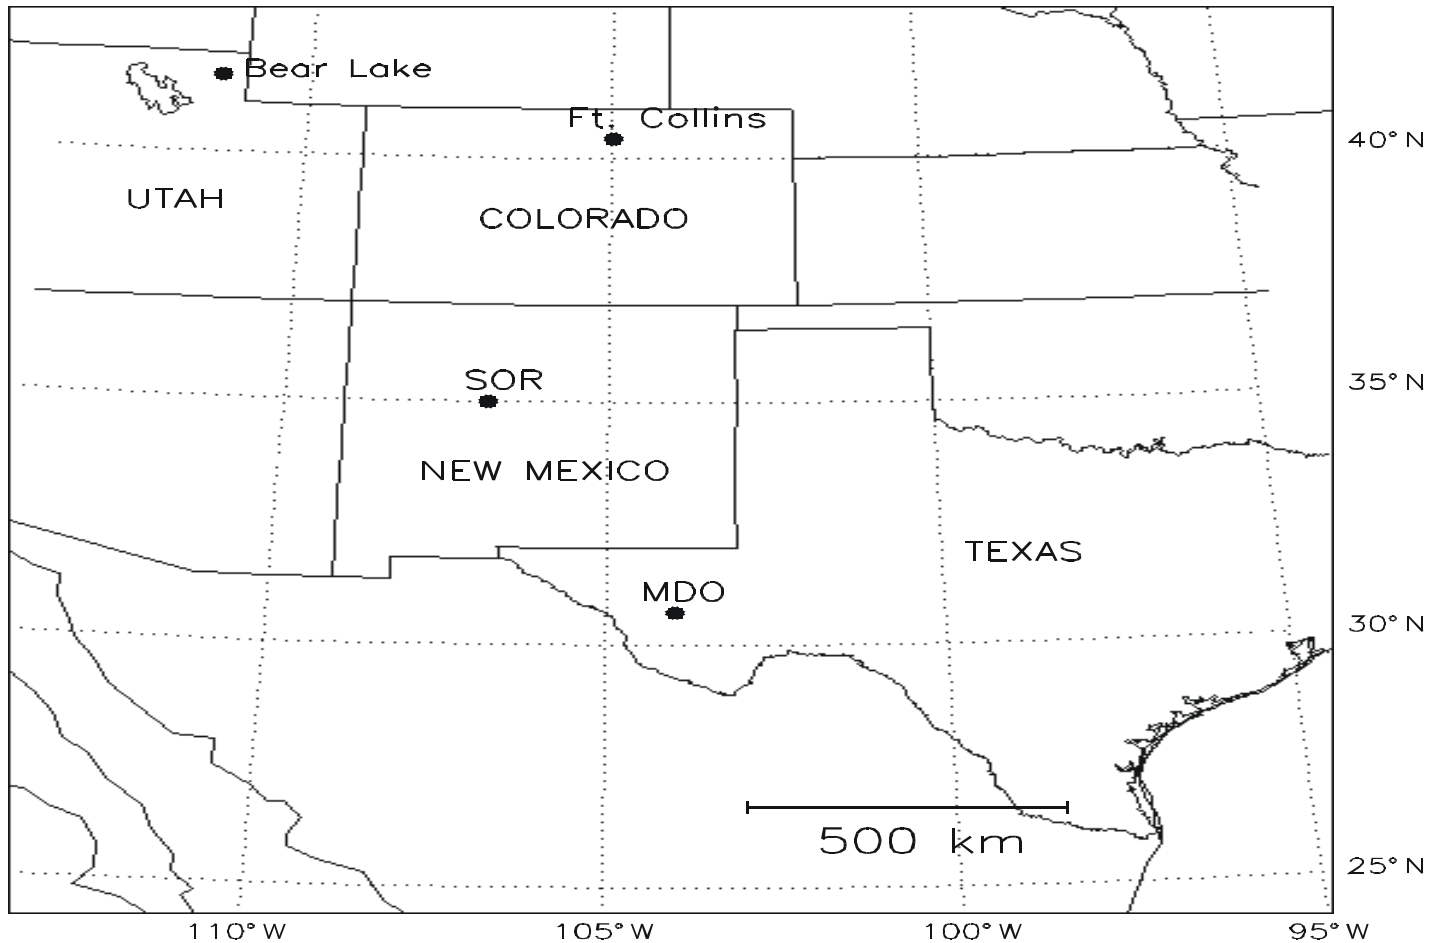 Bear Lake
Ft. Collins
40°N
UTAH
COLORADO
35°N
SOR
NEW MEXICO
TEXAS
MDO
30°N
500 km
25°N
110°W
105°W
100°W
95°W